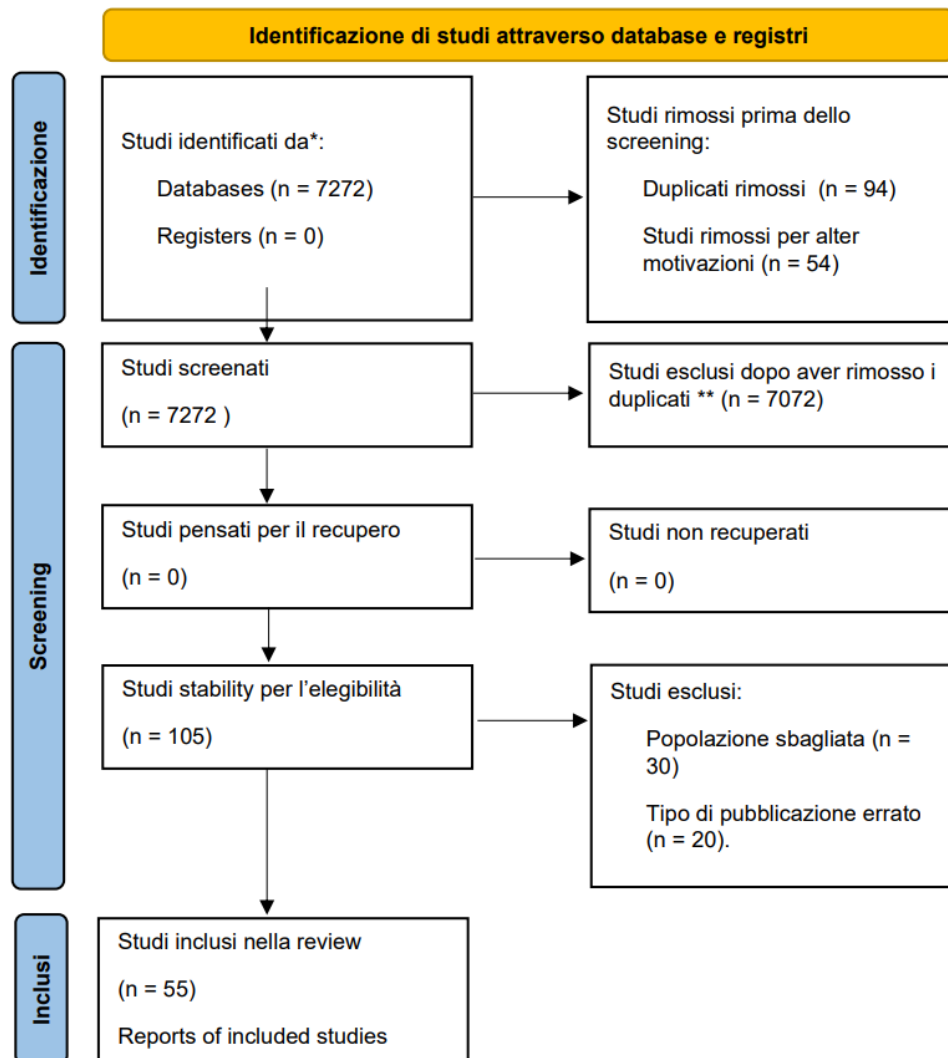 Identificazione di studi attraverso database e registri
Identificazione
Studi identificati da*:
Databases (n = 7272)
Registers (n = 0)
Studi rimossi prima dello
screening:
Duplicati rimossi (n = 94)
Studi rimossi per alter
motivazioni (n = 54)
Screening
Studi screenati
(n = 7272 )
Studi esclusi dopo aver rimosso i
duplicati ** (n = 7072)
Studi pensati per il recupero
(n = 0)
Studi non recuperati
(n = 0)
Studi stability per l'elegibilità
(n = 105)
Studi esclusi:
Popolazione sbagliata (n =
30)
Tipo di pubblicazione errato
(n = 20).
Inclusi
Studi inclusi nella review
(n = 55)
Reports of included studies